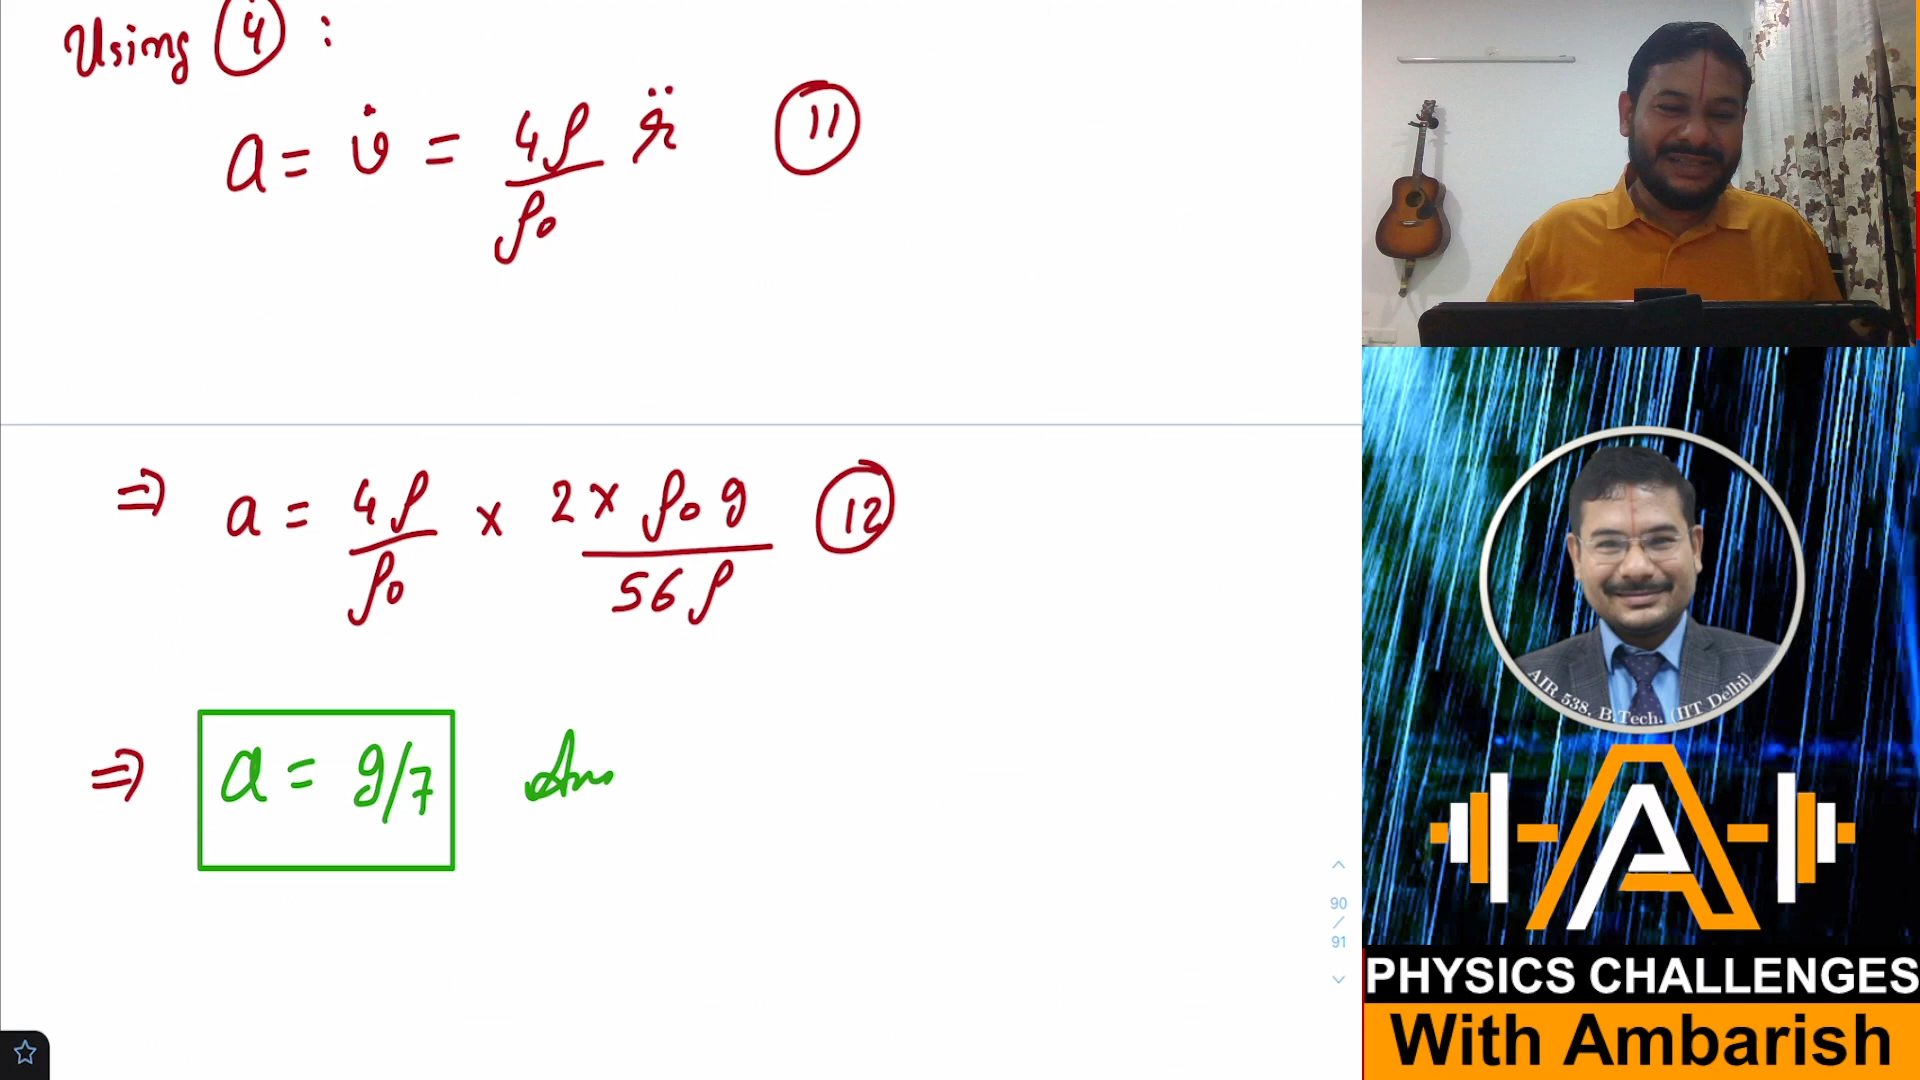 Using ④ :
a = v̇ = 4ρ/ρ₀ r̈ ⑪
⇒ a = 4ρ/ρ₀ × 2 × ρ₀g/56ρ ⑫
⇒ a = g/7 Ans
90
/
91
AIR 538, B.Tech. (IIT Delhi)
PHYSICS CHALLENGES
With Ambarish